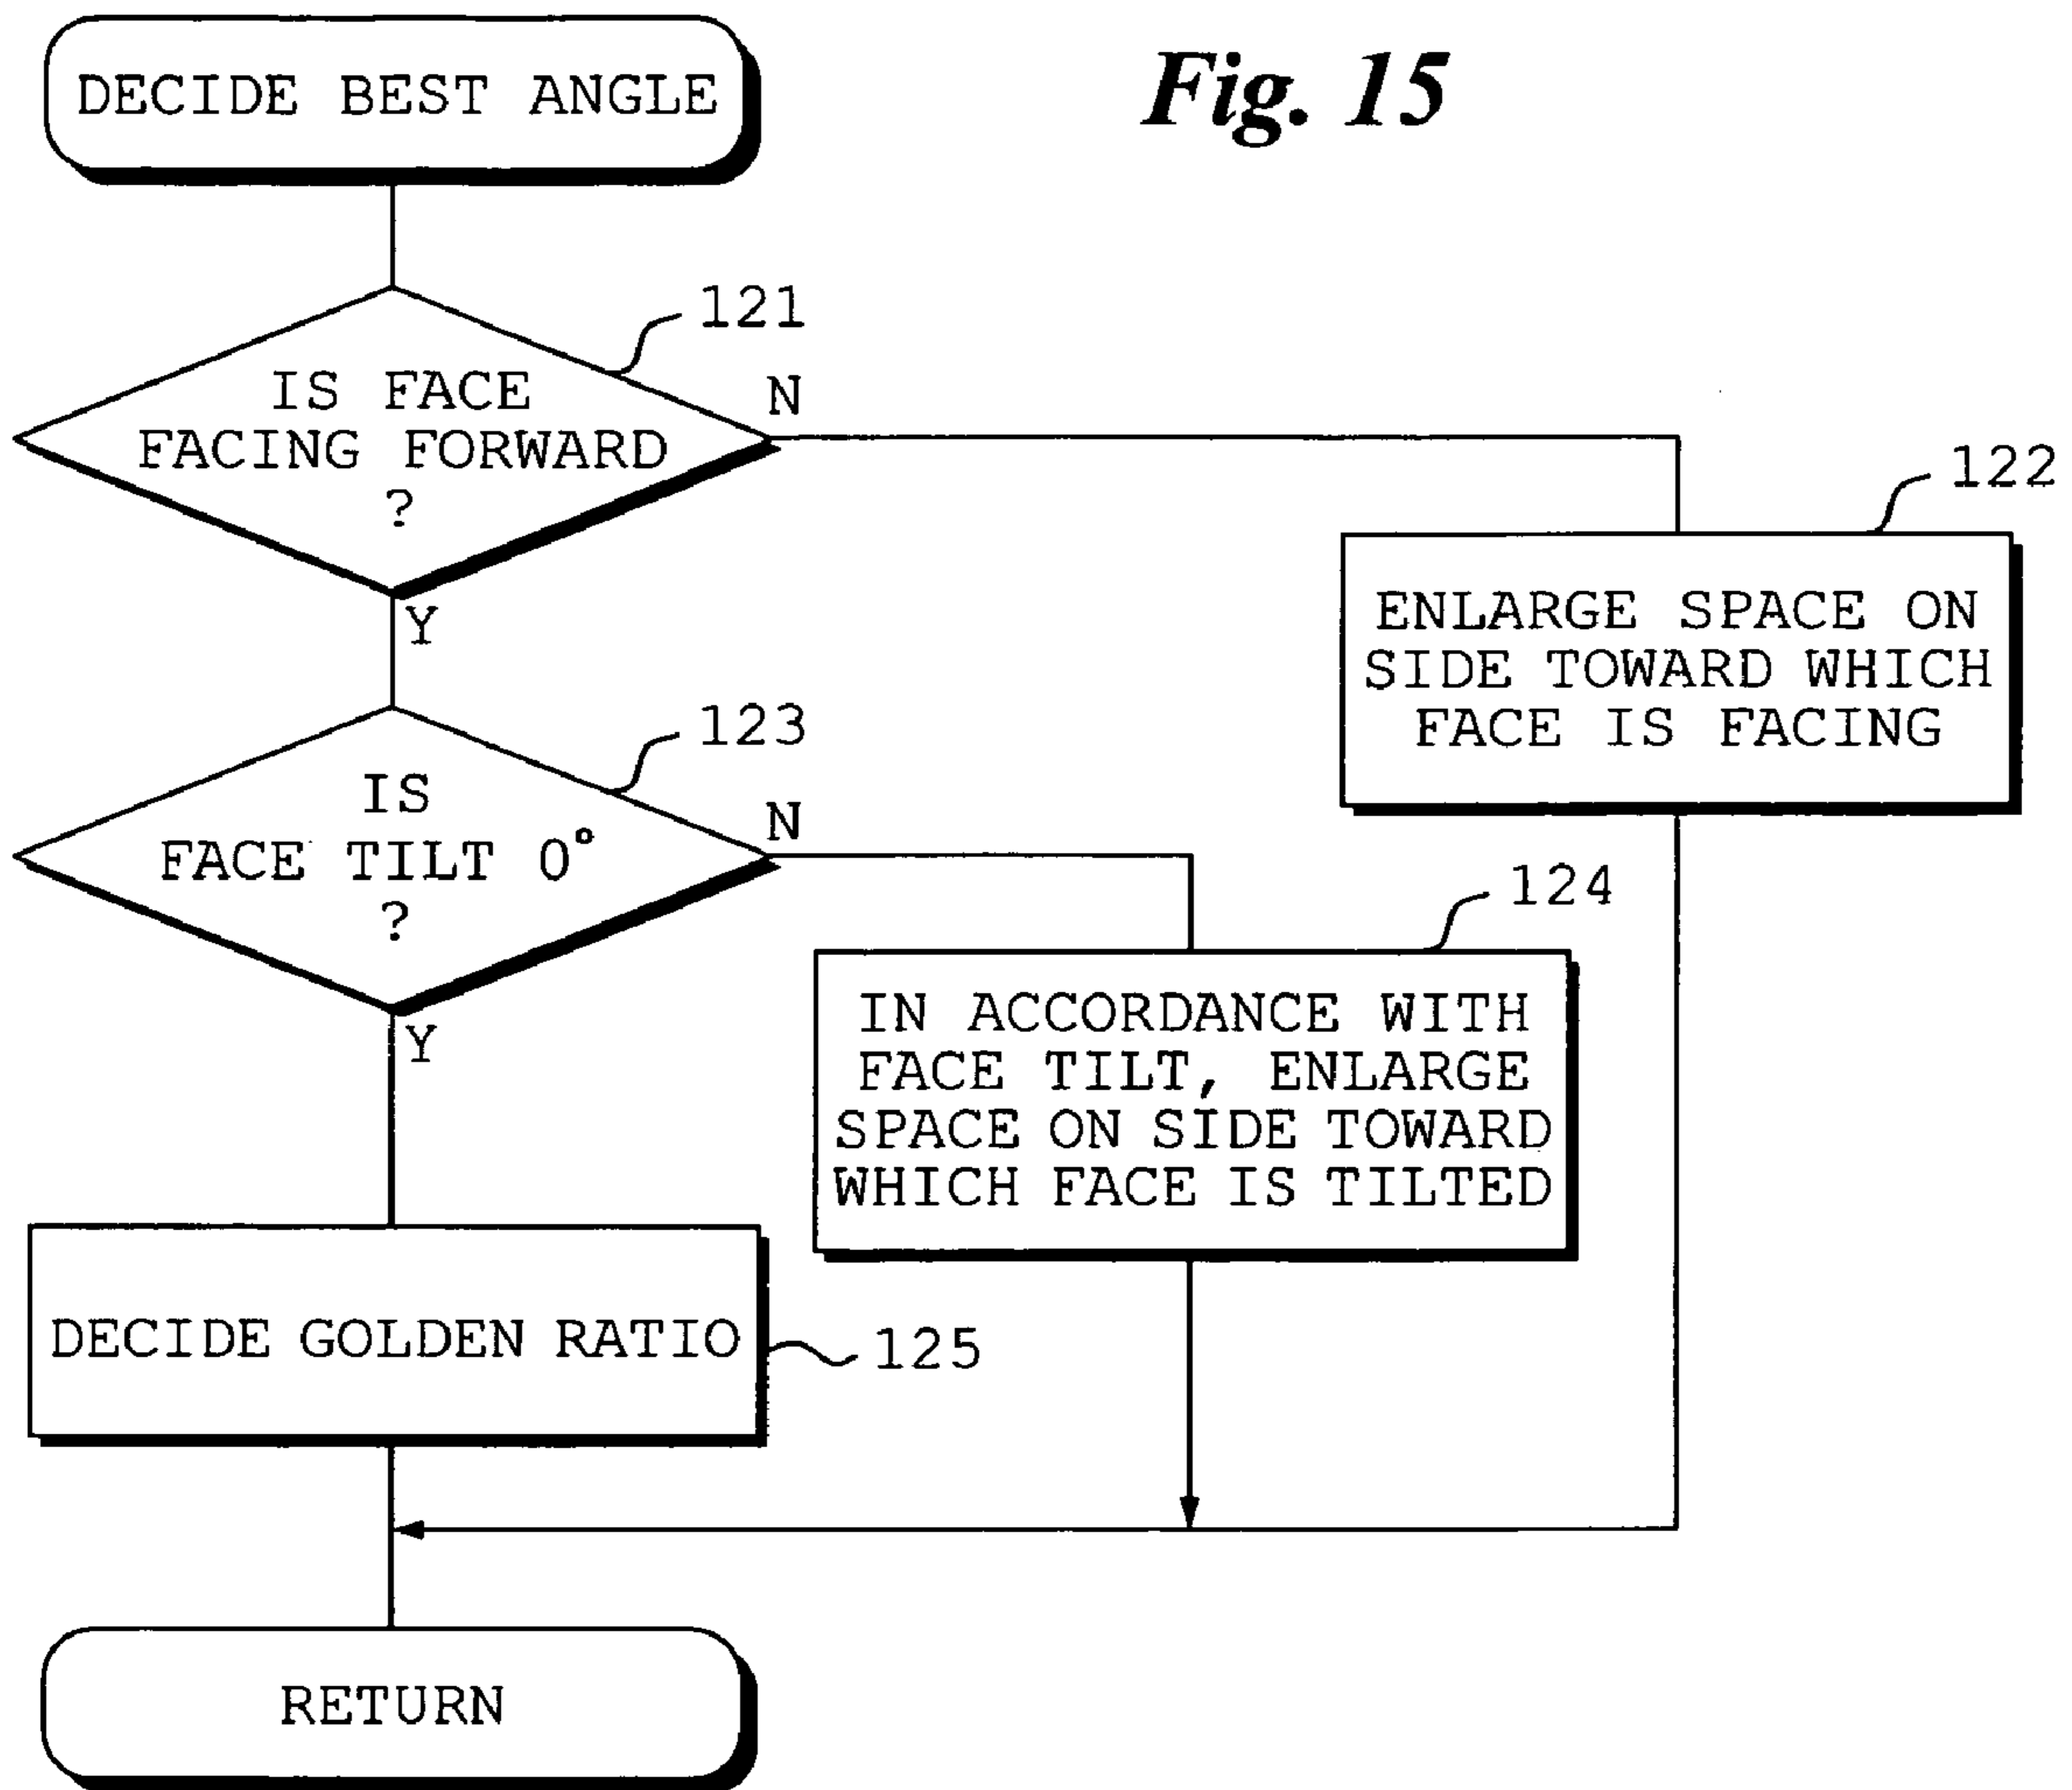 Fig. 15
DECIDE BEST ANGLE
121
IS FACE
FACING FORWARD
?
N
Y
122
ENLARGE SPACE ON
SIDE TOWARD WHICH
FACE IS FACING
123
IS
FACE TILT 0°
?
N
Y
124
IN ACCORDANCE WITH
FACE TILT, ENLARGE
SPACE ON SIDE TOWARD
WHICH FACE IS TILTED
DECIDE GOLDEN RATIO
125
RETURN